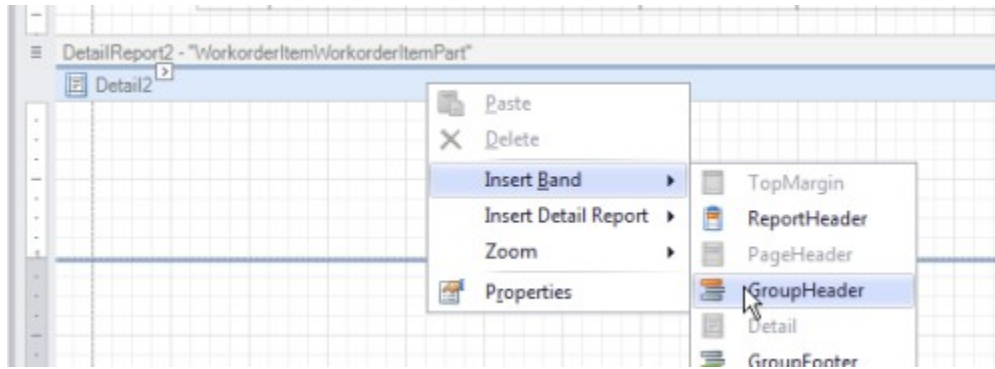 DetailReport2 - "WorkorderItemWorkorderItemPart"
Detail2
Paste
Delete
Insert Band
Insert Detail Report
Zoom
Properties
TopMargin
ReportHeader
PageHeader
GroupHeader
Detail
GroupFooter